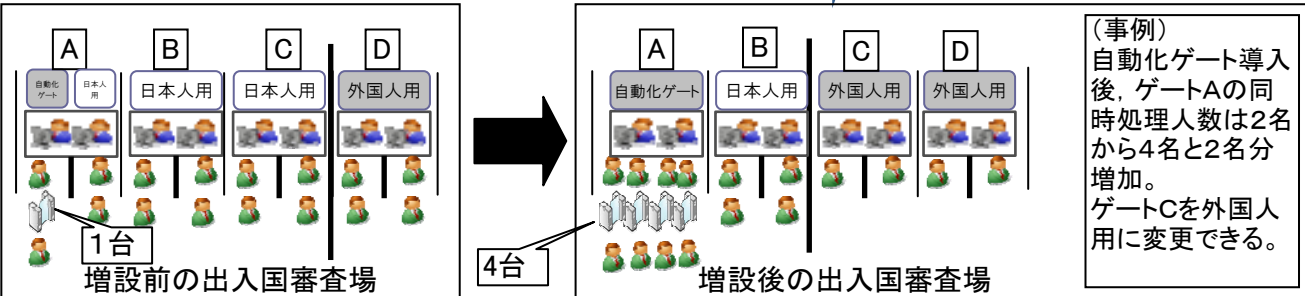 A
B
C
D
自動化
ゲート
日本人
用
日本人用
日本人用
外国人用
1台
増設前の出入国審査場
A
B
C
D
自動化ゲート
日本人用
外国人用
外国人用
4台
増設後の出入国審査場
（事例）
自動化ゲート導入
後，ゲートAの同
時処理人数は２名
から４名と２名分
増加。
ゲートCを外国人
用に変更できる。